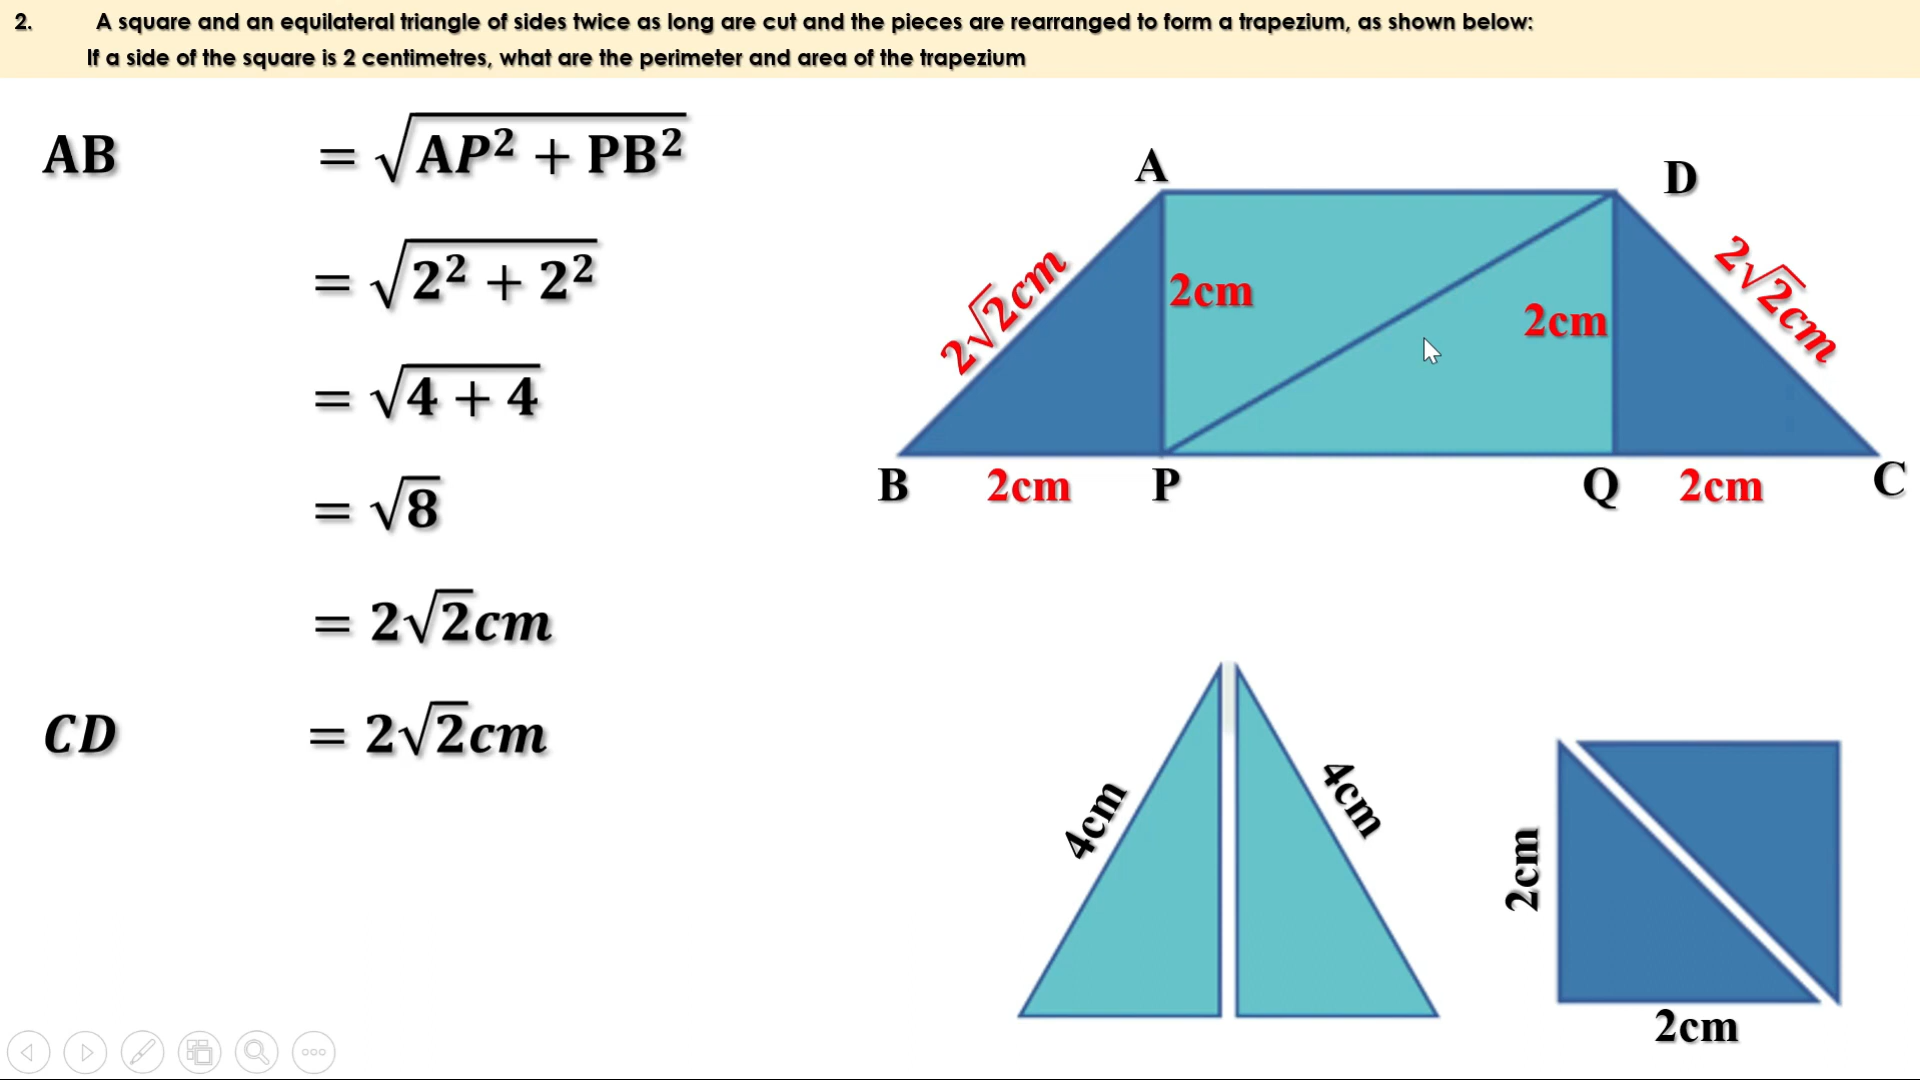 2. A square and an equilateral triangle of sides twice as long are cut and the pieces are rearranged to form a trapezium, as shown below:
If a side of the square is 2 centimetres, what are the perimeter and area of the trapezium
AB = √(AP² + PB²)
= √(2² + 2²)
= √(4 + 4)
= √8
= 2√2cm
CD = 2√2cm
A
D
2√2cm
2cm
2cm
2√2cm
B
2cm
P
Q
2cm
C
4cm
4cm
2cm
2cm